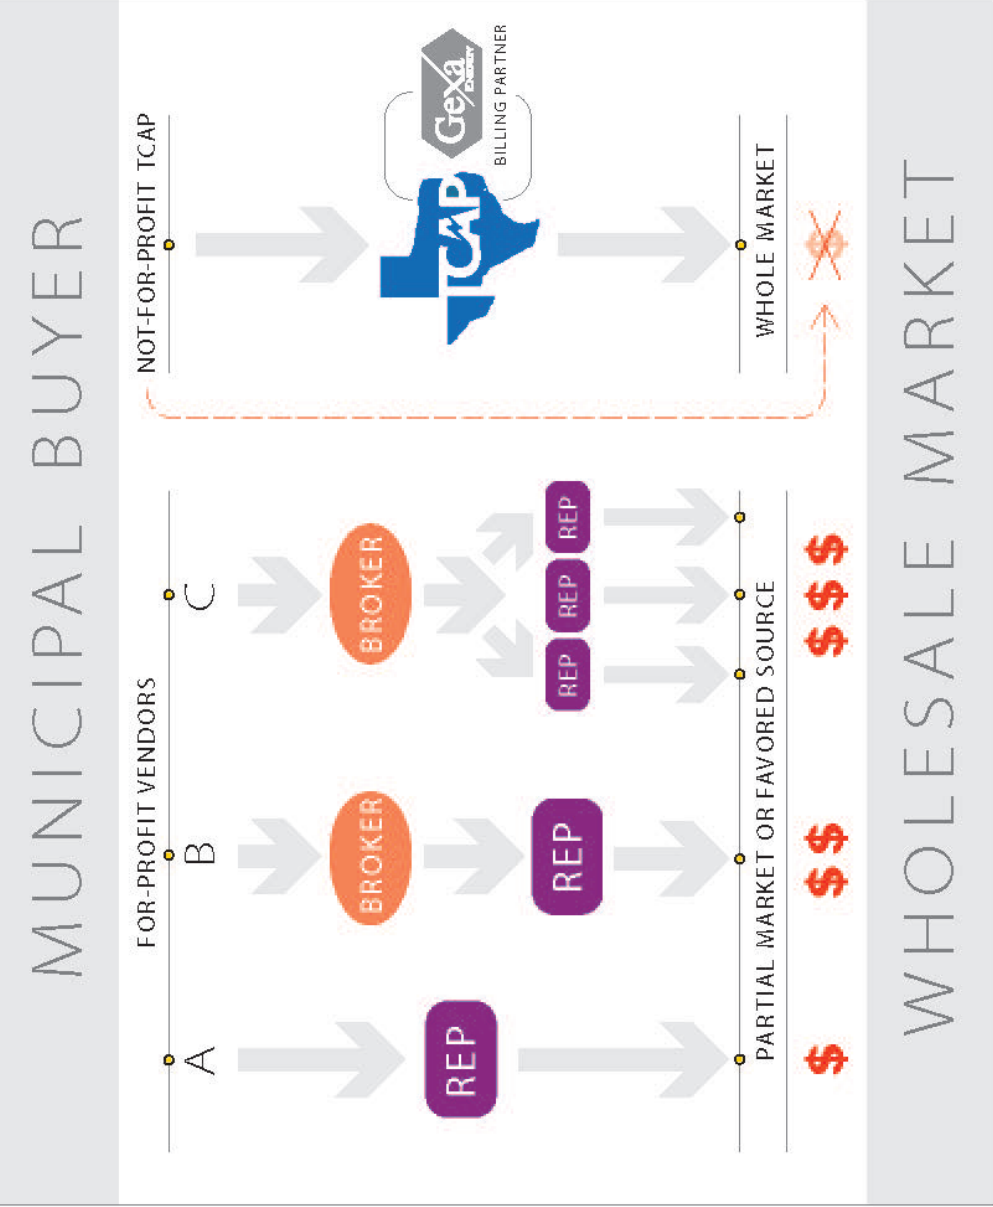 MUNICIPAL BUYER
FOR-PROFIT VENDORS
NOT-FOR-PROFIT TCAP
A
B
C
BROKER
BROKER
REP
REP
REP
REP
REP
TCAP
Gexa
ENERGY
BILLING PARTNER
PARTIAL MARKET OR FAVORED SOURCE
WHOLE MARKET
$
$ $
$ $ $
$
WHOLESALE MARKET